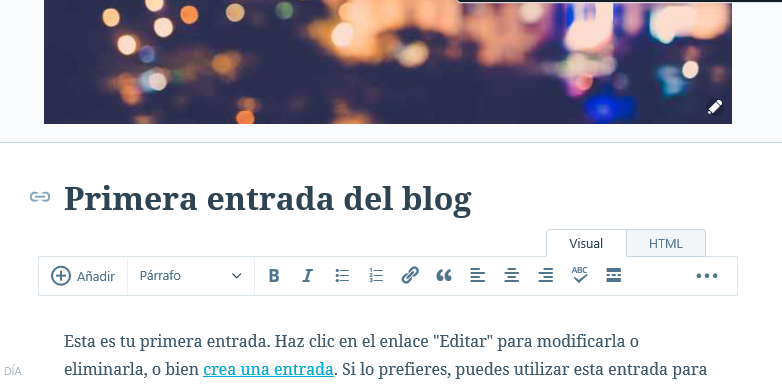 Primera entrada del blog
Visual HTML
Añadir Párrafo B I ABC
Esta es tu primera entrada. Haz clic en el enlace "Editar" para modificarla o
eliminarla, o bien crea una entrada. Si lo prefieres, puedes utilizar esta entrada para
DÍA